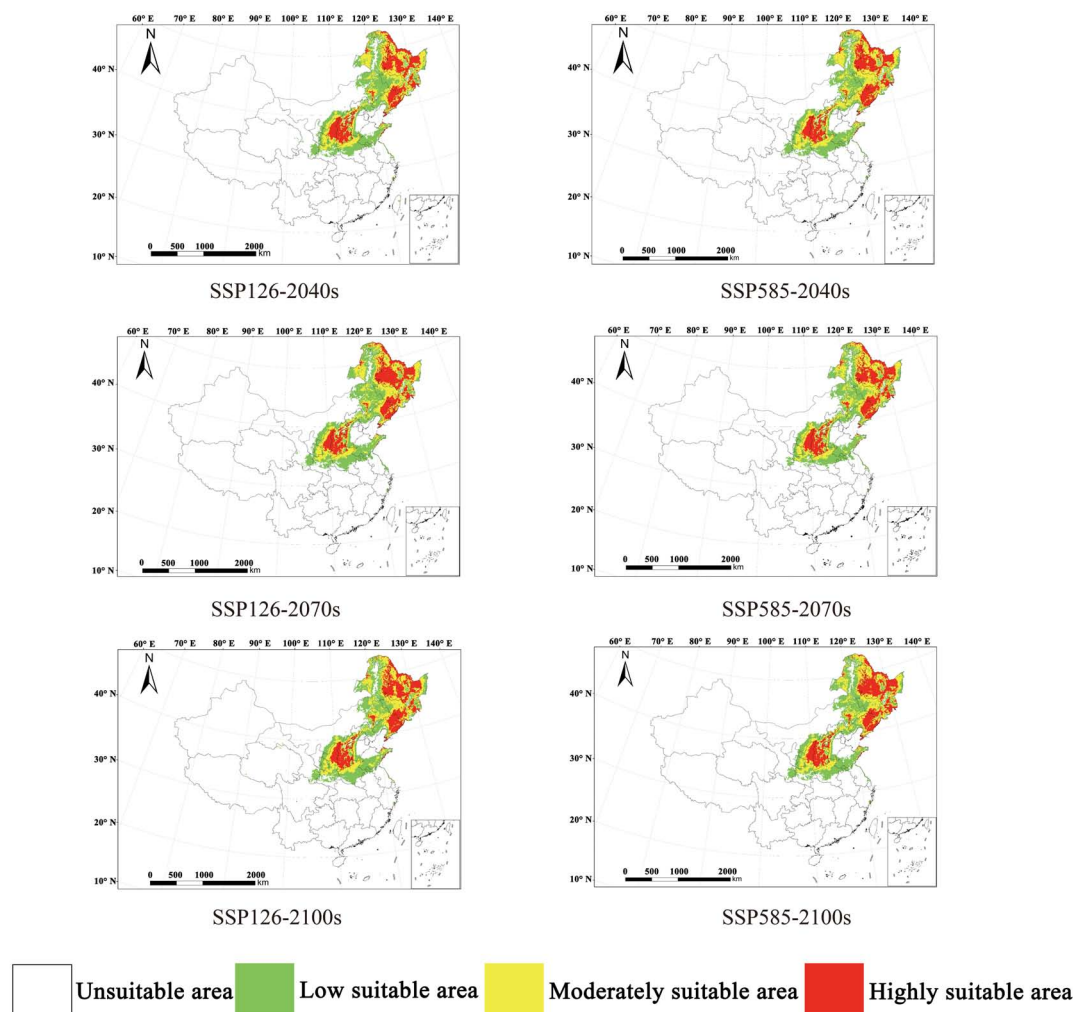 60° E 70° E 80° E 90° E 100° E 110° E 120° E 130° E 140° E
60° E 70° E 80° E 90° E 100° E 110° E 120° E 130° E 140° E
N
N
40° N
40° N
30° N
30° N
20° N
20° N
10° N
10° N
0 500 1000 2000
km
0 500 1000 2000
km
SSP126-2040s
SSP585-2040s
60° E 70° E 80° E 90° E 100° E 110° E 120° E 130° E 140° E
60° E 70° E 80° E 90° E 100° E 110° E 120° E 130° E 140° E
N
N
40° N
40° N
30° N
30° N
20° N
20° N
10° N
10° N
0 500 1000 2000
km
0 500 1000 2000
km
SSP126-2070s
SSP585-2070s
60° E 70° E 80° E 90° E 100° E 110° E 120° E 130° E 140° E
60° E 70° E 80° E 90° E 100° E 110° E 120° E 130° E 140° E
N
N
40° N
40° N
30° N
30° N
20° N
20° N
10° N
10° N
0 500 1000 2000
km
0 500 1000 2000
km
SSP126-2100s
SSP585-2100s
Unsuitable area Low suitable area Moderately suitable area Highly suitable area